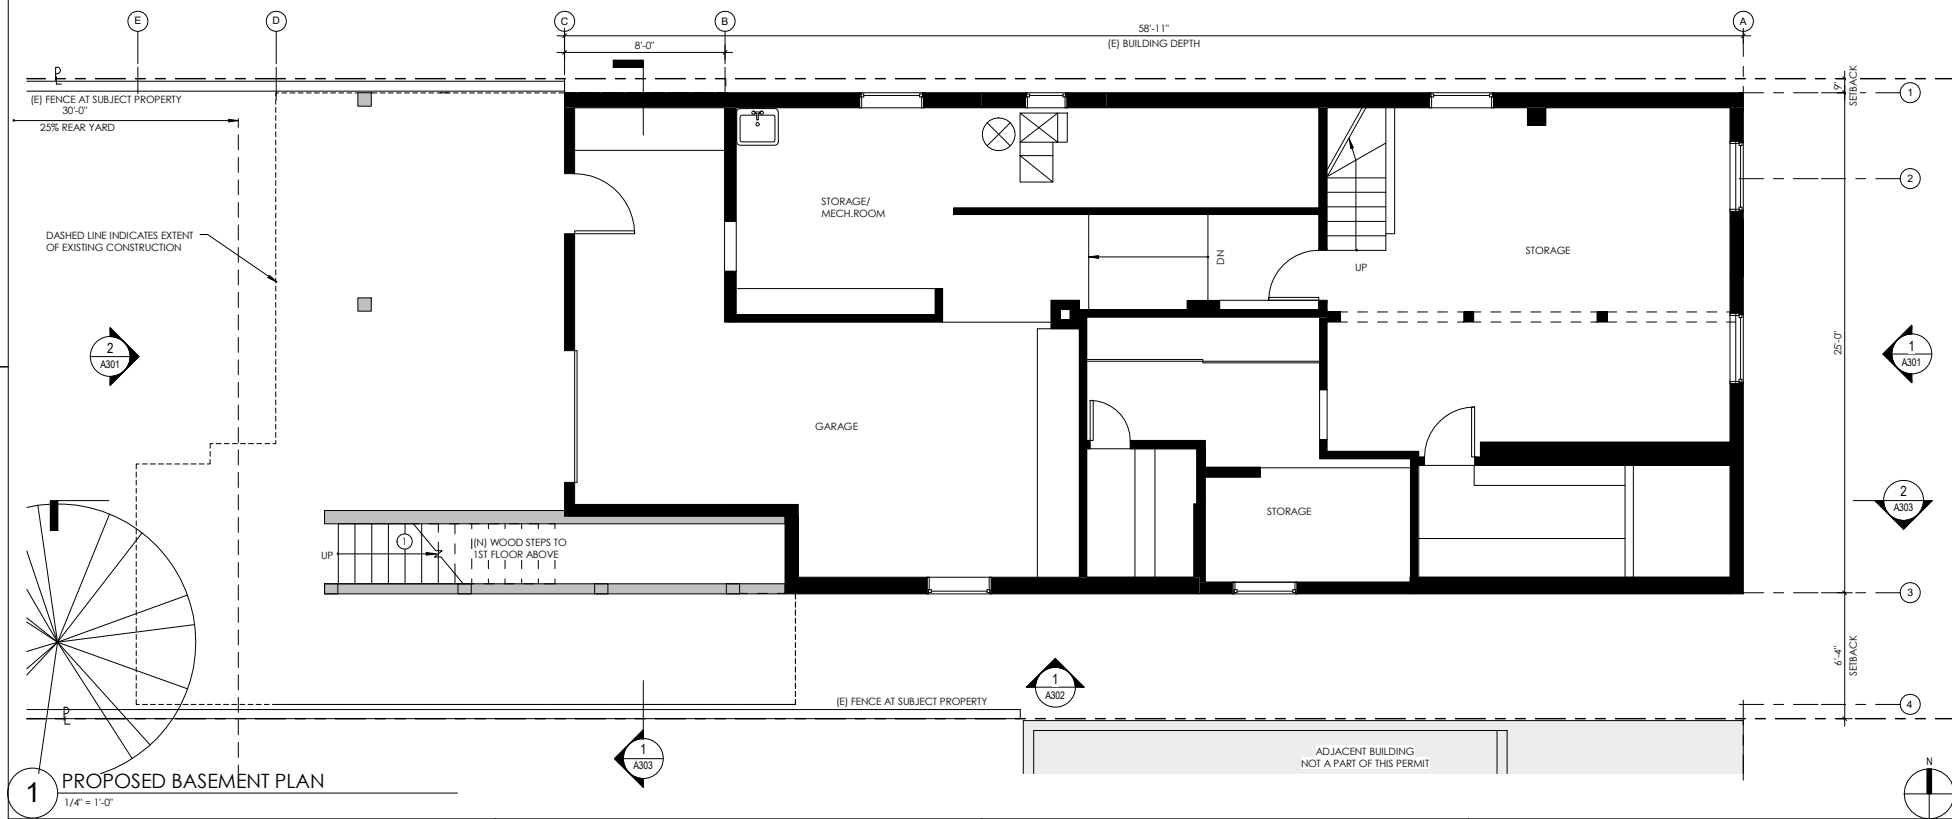 E
D
C
B
A
58'-11"
(E) BUILDING DEPTH
8'-0"
PL
(E) FENCE AT SUBJECT PROPERTY
30'-0"
25% REAR YARD
9"
SETBACK
1
2
STORAGE/
MECH.ROOM
DASHED LINE INDICATES EXTENT
OF EXISTING CONSTRUCTION
DN
UP
STORAGE
2
A301
1
A301
25'-0"
GARAGE
STORAGE
2
A303
UP
1
(N) WOOD STEPS TO
1ST FLOOR ABOVE
3
6'-4"
SETBACK
1
A302
(E) FENCE AT SUBJECT PROPERTY
PL
4
1
A303
ADJACENT BUILDING
NOT A PART OF THIS PERMIT
N
1
PROPOSED BASEMENT PLAN
1/4" = 1'-0"